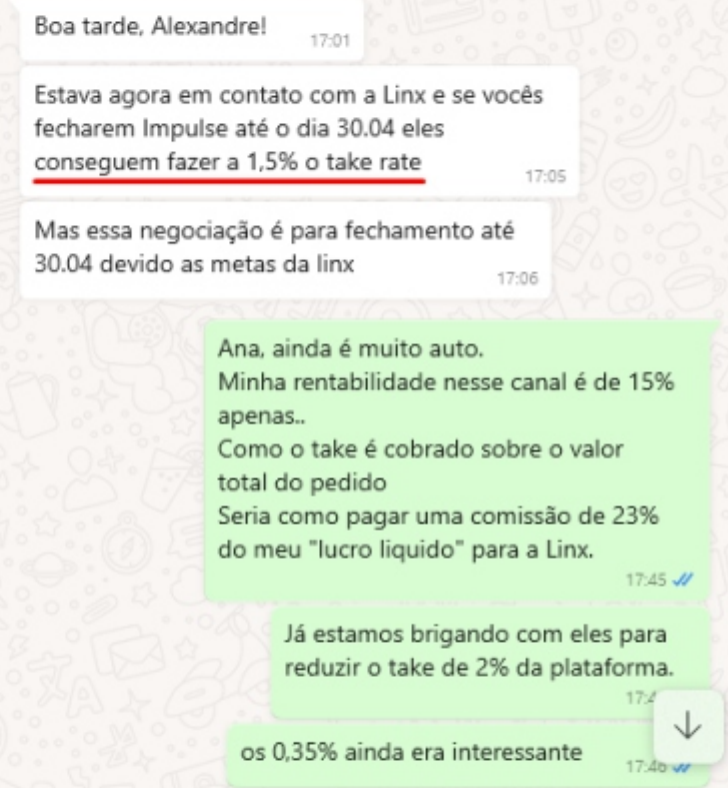 Boa tarde, Alexandre!
17:01
Estava agora em contato com a Linx e se vocês
fecharem Impulse até o dia 30.04 eles
conseguem fazer a 1,5% o take rate
17:05
Mas essa negociação é para fechamento até
30.04 devido as metas da linx
17:06
Ana, ainda é muito auto.
Minha rentabilidade nesse canal é de 15%
apenas..
Como o take é cobrado sobre o valor
total do pedido
Seria como pagar uma comissão de 23%
do meu "lucro liquido" para a Linx.
17:45
Já estamos brigando com eles para
reduzir o take de 2% da plataforma.
os 0,35% ainda era interessante
17:46